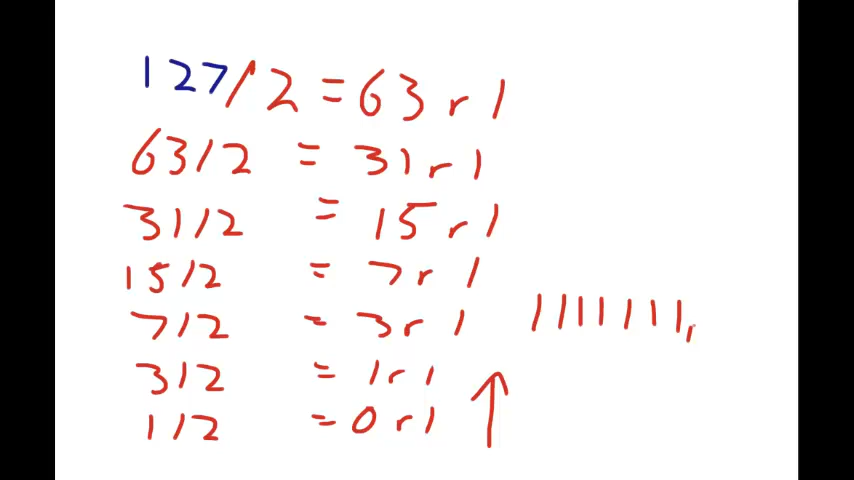 127/2 = 63 r 1
63/2 = 31 r 1
31/2 = 15 r 1
15/2 = 7 r 1
7/2 = 3 r 1
1111111
3/2 = 1 r 1
1/2 = 0 r 1